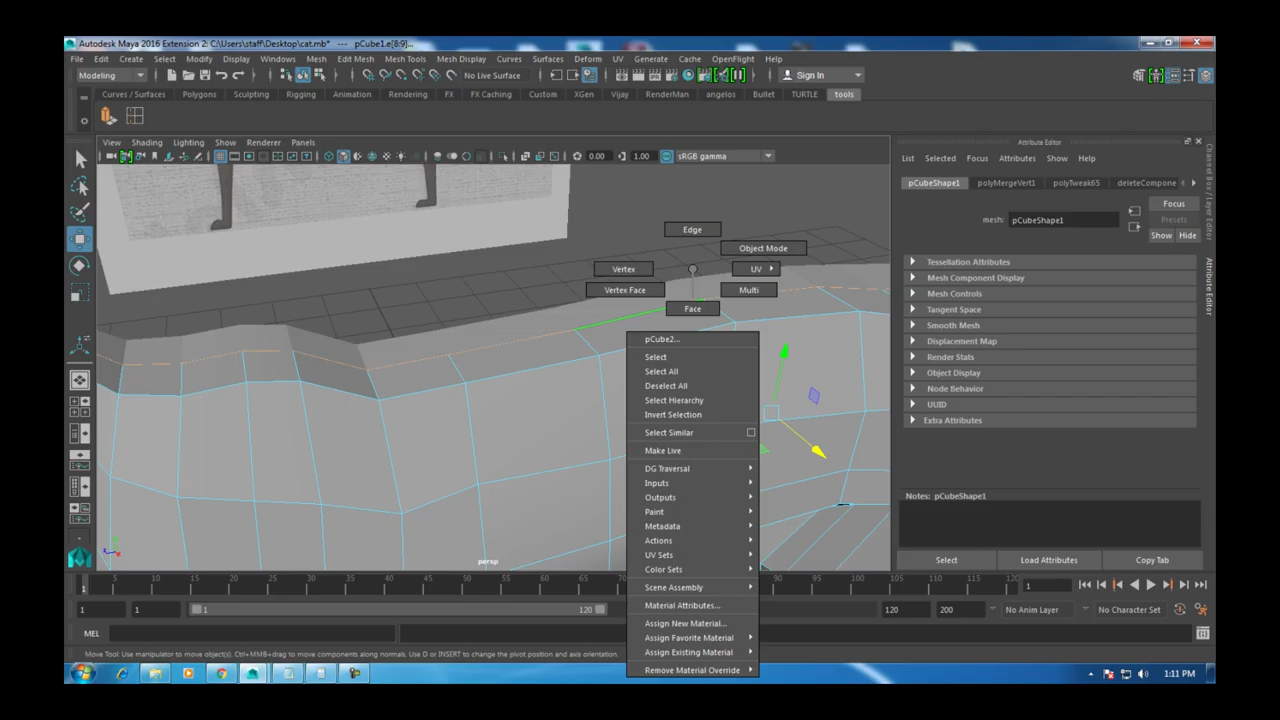 Autodesk Maya 2016 Extension 2: C:\Users\staff\Desktop\cat.mb* --- pCube1.e[8:9]...
File Edit Create Select Modify Display Windows Mesh Edit Mesh Mesh Tools Mesh Display Curves Surfaces Deform UV Generate Cache OpenFlight Help
Modeling No Live Surface Sign In
Curves / Surfaces Polygons Sculpting Rigging Animation Rendering FX FX Caching Custom XGen Vijay RenderMan angelos Bullet TURTLE tools
View Shading Lighting Show Renderer Panels
0.00 1.00 sRGB gamma
Attribute Editor
List Selected Focus Attributes Show Help
pCubeShape1 polyMergeVert1 polyTweak65 deleteCompone
Focus
Presets
Show Hide
mesh: pCubeShape1
Tessellation Attributes
Mesh Component Display
Mesh Controls
Tangent Space
Smooth Mesh
Displacement Map
Render Stats
Object Display
Node Behavior
UUID
Extra Attributes
Notes: pCubeShape1
Select Load Attributes Copy Tab
Channel Box / Layer Editor
Attribute Editor
Edge
Object Mode
Vertex UV
Vertex Face Multi
Face
pCube2...
Select
Select All
Deselect All
Select Hierarchy
Invert Selection
Select Similar
Make Live
DG Traversal
Inputs
Outputs
Paint
Metadata
Actions
UV Sets
Color Sets
Scene Assembly
Material Attributes...
Assign New Material...
Assign Favorite Material
Assign Existing Material
Remove Material Override
persp
5 10 15 20 25 30 35 40 45 50 55 60 65 70 80 85 90 95 100 105 110 115 120 1
1 1 1 120 120 200 No Anim Layer No Character Set
MEL
Move Tool: Use manipulator to move object(s). Ctrl+MMB+drag to move components along normals. Use D or INSERT to change the pivot position and axis orientation.
1:11 PM